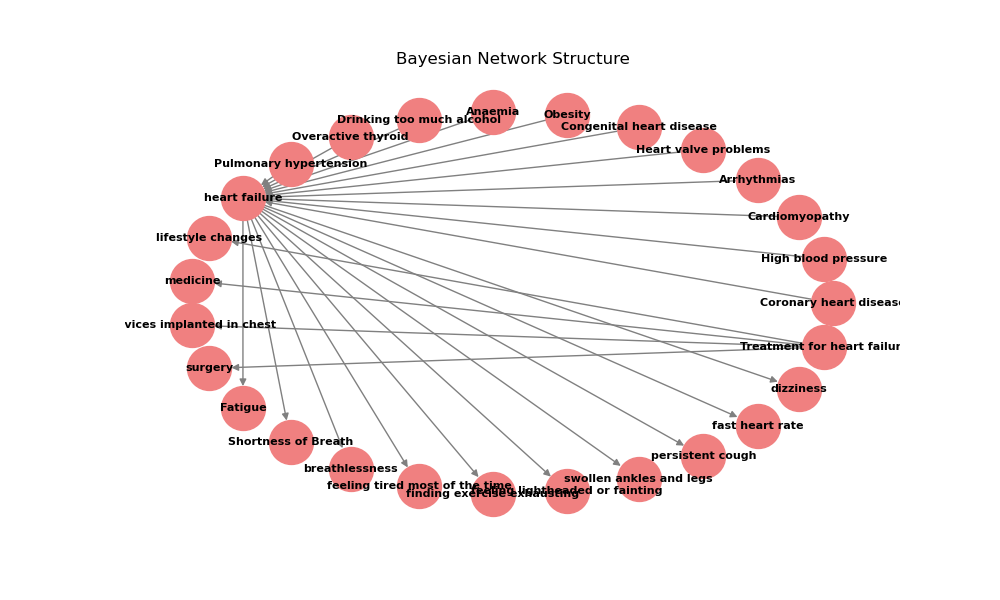 Bayesian Network Structure
Anaemia
Obesity
Drinking too much alcohol
Congenital heart disease
Overactive thyroid
Heart valve problems
Pulmonary hypertension
Arrhythmias
heart failure
Cardiomyopathy
lifestyle changes
High blood pressure
medicine
Coronary heart disease
vices implanted in chest
Treatment for heart failur
surgery
dizziness
Fatigue
fast heart rate
Shortness of Breath
persistent cough
breathlessness
swollen ankles and legs
feeling tired most of the time
feeling lightheaded or fainting
finding exercise exhausting